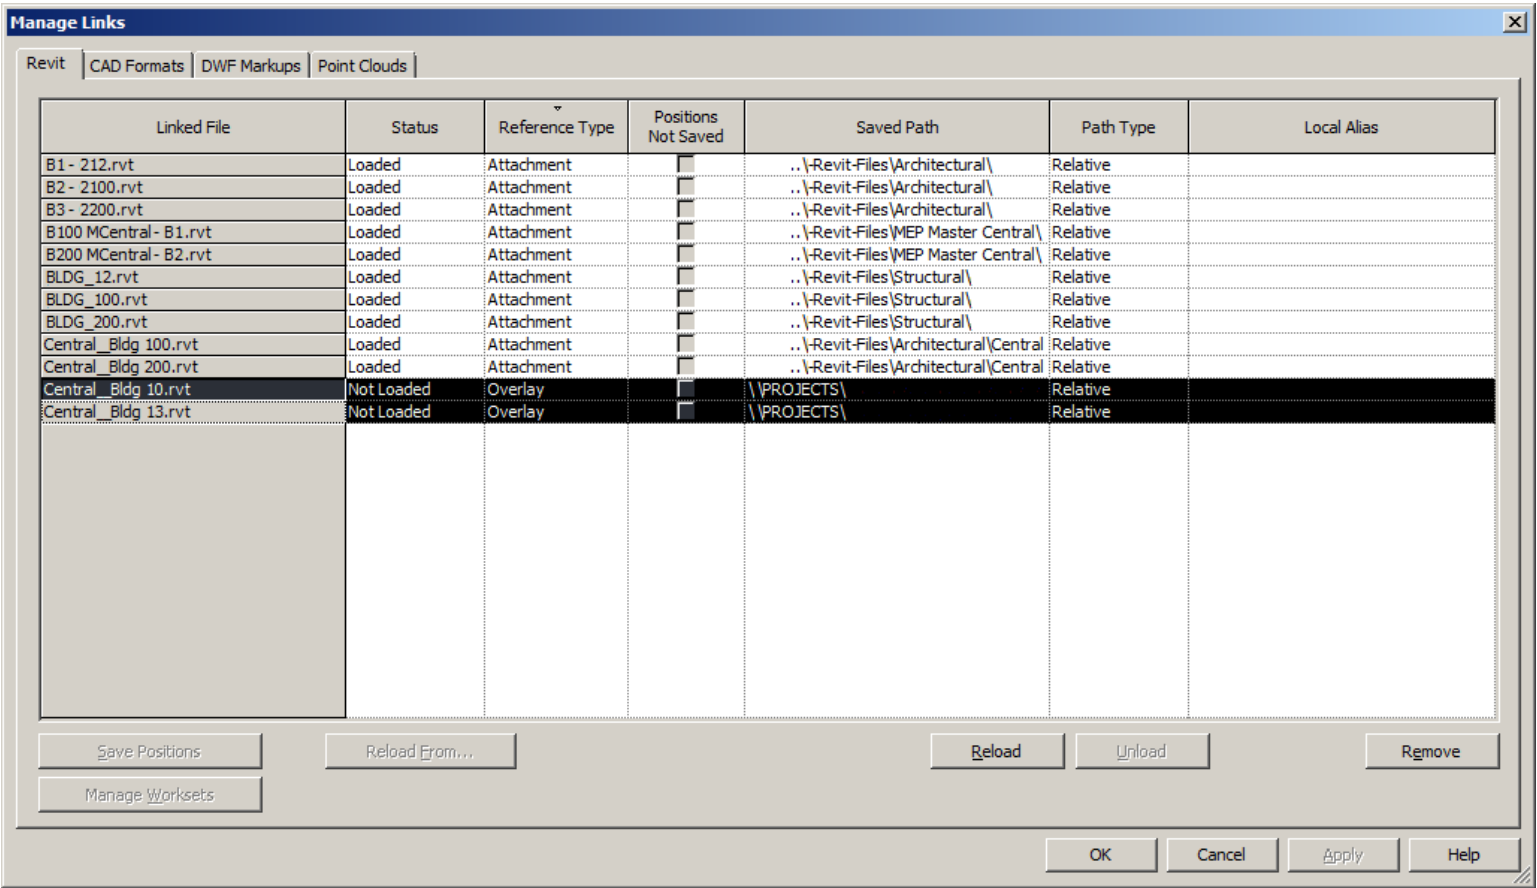 Manage Links
Revit CAD Formats DWF Markups Point Clouds
Linked File Status Reference Type Positions Not Saved Saved Path Path Type Local Alias
B1 - 212.rvt Loaded Attachment ..\-Revit-Files\Architectural\ Relative
B2 - 2100.rvt Loaded Attachment ..\-Revit-Files\Architectural\ Relative
B3 - 2200.rvt Loaded Attachment ..\-Revit-Files\Architectural\ Relative
B100 MCentral - B1.rvt Loaded Attachment ..\-Revit-Files\MEP Master Central\ Relative
B200 MCentral - B2.rvt Loaded Attachment ..\-Revit-Files\MEP Master Central\ Relative
BLDG_12.rvt Loaded Attachment ..\-Revit-Files\Structural\ Relative
BLDG_100.rvt Loaded Attachment ..\-Revit-Files\Structural\ Relative
BLDG_200.rvt Loaded Attachment ..\-Revit-Files\Structural\ Relative
Central__Bldg 100.rvt Loaded Attachment ..\-Revit-Files\Architectural\Central Relative
Central__Bldg 200.rvt Loaded Attachment ..\-Revit-Files\Architectural\Central Relative
Central__Bldg 10.rvt Not Loaded Overlay \\PROJECTS\ Relative
Central__Bldg 13.rvt Not Loaded Overlay \\PROJECTS\ Relative
Save Positions Reload From... Reload Unload Remove
Manage Worksets
OK Cancel Apply Help